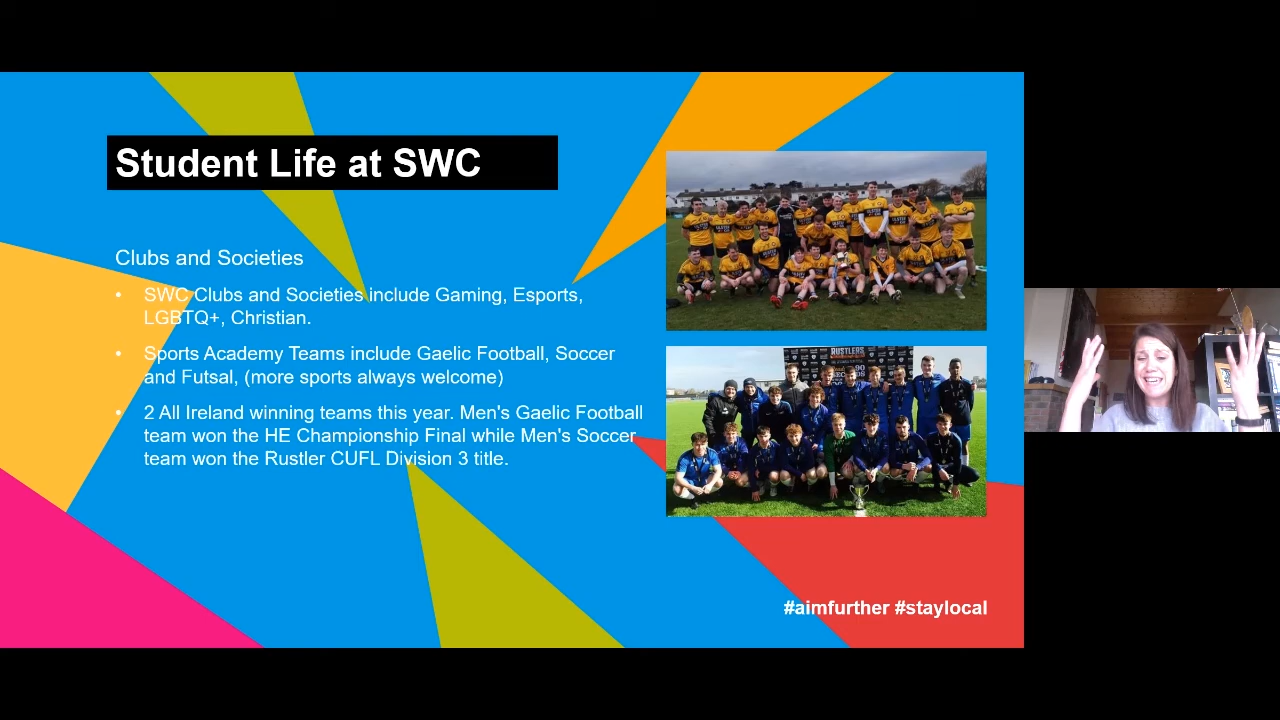 Student Life at SWC
Clubs and Societies
• SWC Clubs and Societies include Gaming, Esports,
LGBTQ+, Christian.
• Sports Academy Teams include Gaelic Football, Soccer
and Futsal, (more sports always welcome)
• 2 All Ireland winning teams this year. Men's Gaelic Football
team won the HE Championship Final while Men's Soccer
team won the Rustler CUFL Division 3 title.
RUSTLERS
#aimfurther #staylocal